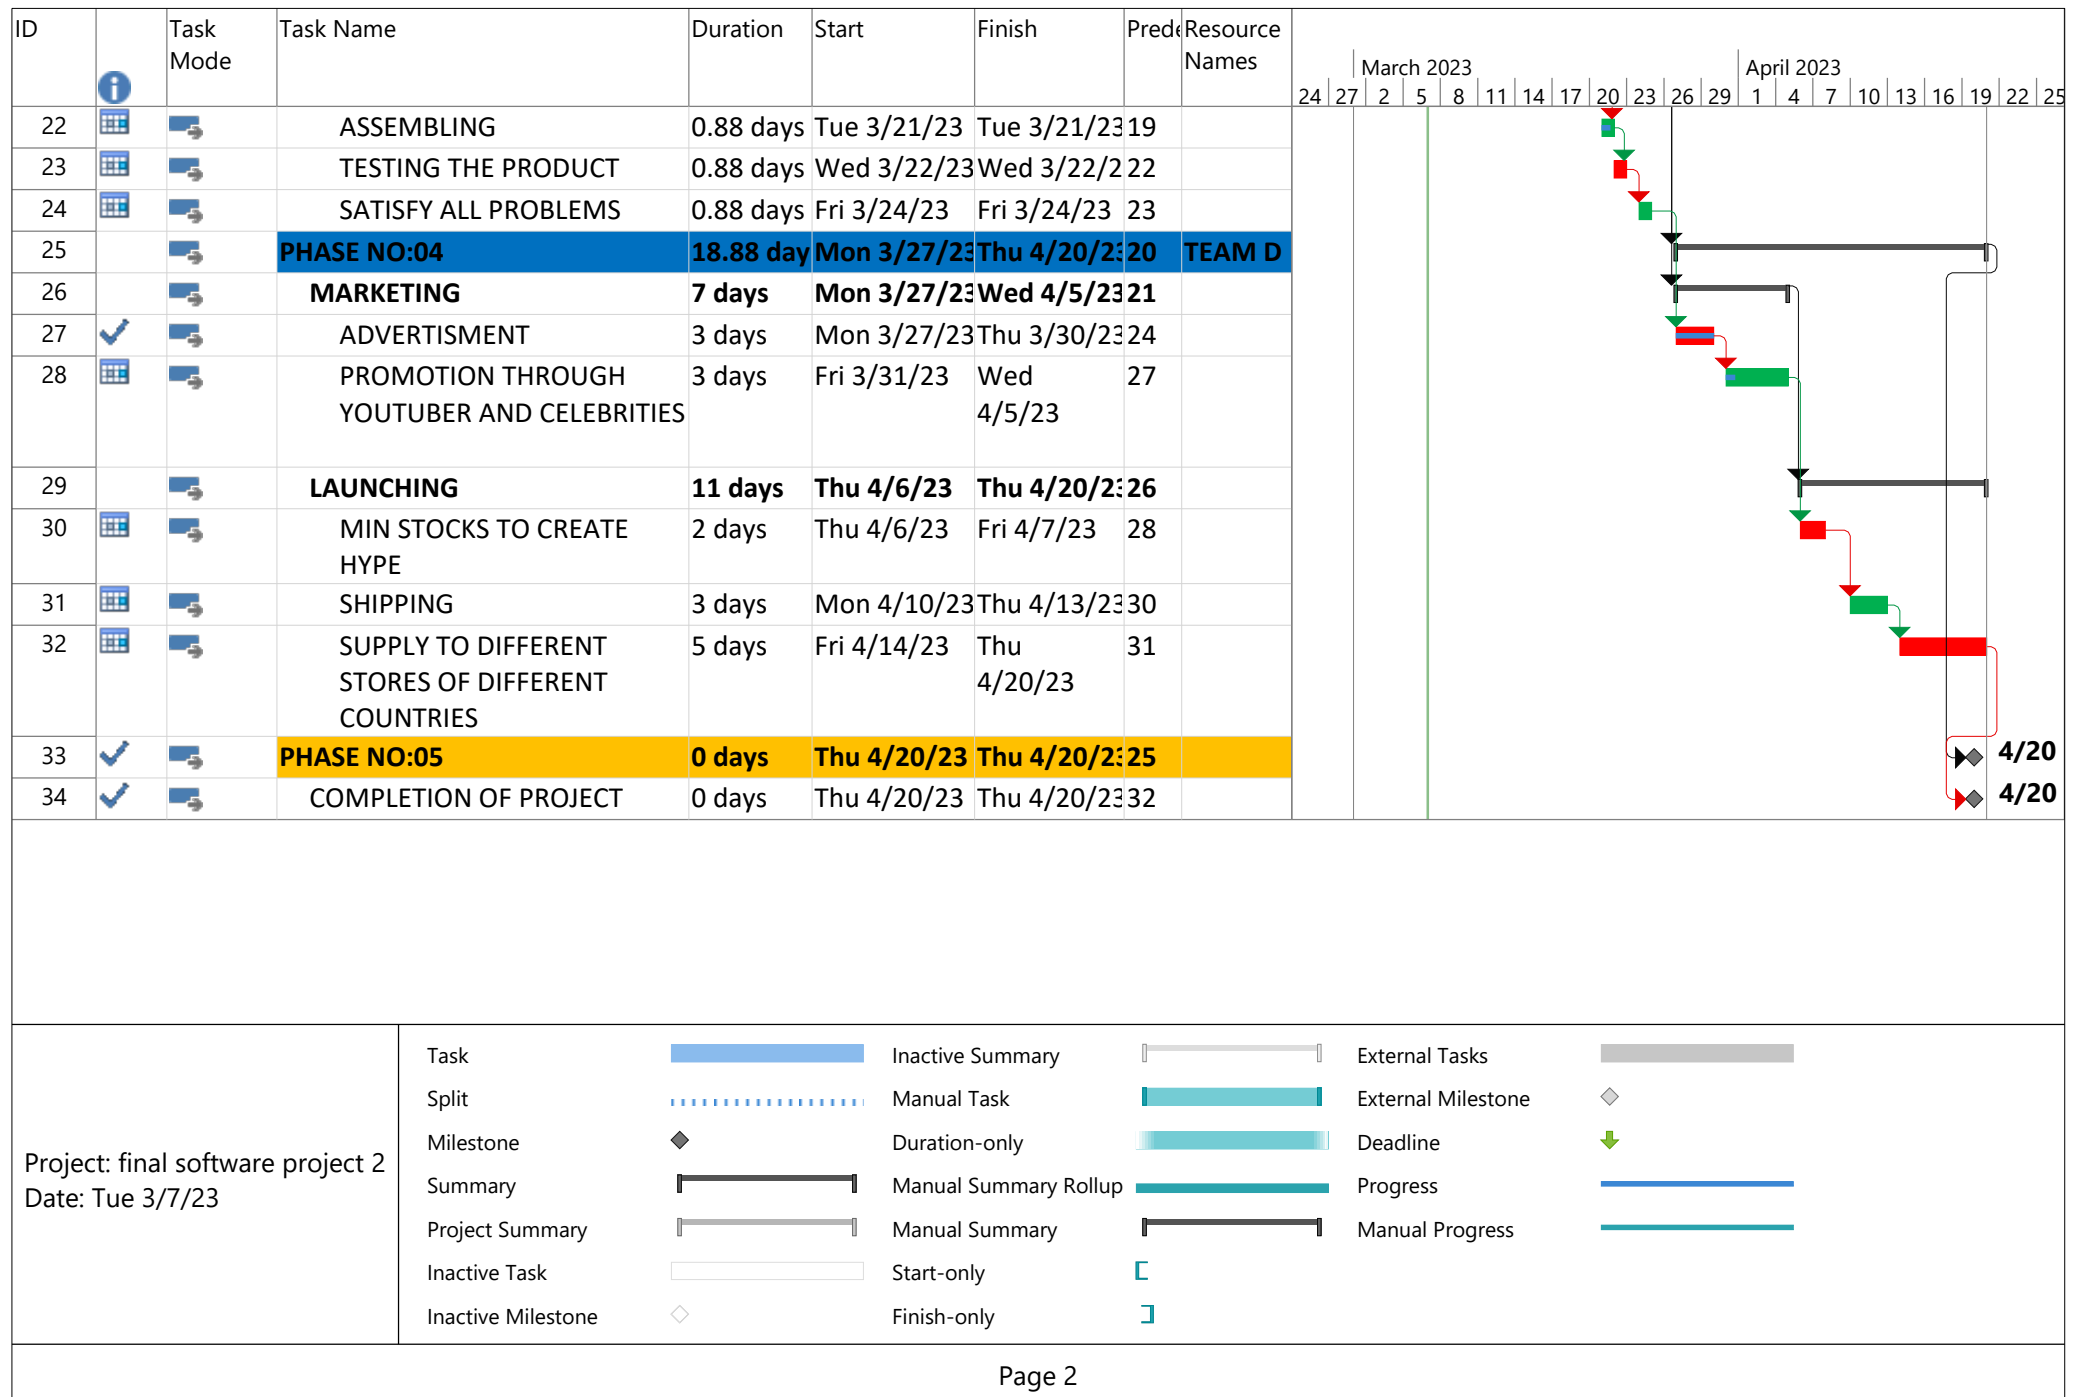 ID Task Mode Task Name Duration Start Finish Prede Resource Names
March 2023 April 2023
24 27 2 5 8 11 14 17 20 23 26 29 1 4 7 10 13 16 19 22 25
22 ASSEMBLING 0.88 days Tue 3/21/23 Tue 3/21/23 19
23 TESTING THE PRODUCT 0.88 days Wed 3/22/23 Wed 3/22/2 22
24 SATISFY ALL PROBLEMS 0.88 days Fri 3/24/23 Fri 3/24/23 23
25 PHASE NO:04 18.88 day Mon 3/27/23 Thu 4/20/23 20 TEAM D
26 MARKETING 7 days Mon 3/27/23 Wed 4/5/23 21
27 ADVERTISMENT 3 days Mon 3/27/23 Thu 3/30/23 24
28 PROMOTION THROUGH 3 days Fri 3/31/23 Wed 27
YOUTUBER AND CELEBRITIES 4/5/23
29 LAUNCHING 11 days Thu 4/6/23 Thu 4/20/23 26
30 MIN STOCKS TO CREATE 2 days Thu 4/6/23 Fri 4/7/23 28
HYPE
31 SHIPPING 3 days Mon 4/10/23 Thu 4/13/23 30
32 SUPPLY TO DIFFERENT 5 days Fri 4/14/23 Thu 31
STORES OF DIFFERENT 4/20/23
COUNTRIES
33 PHASE NO:05 0 days Thu 4/20/23 Thu 4/20/23 25 4/20
34 COMPLETION OF PROJECT 0 days Thu 4/20/23 Thu 4/20/23 32 4/20
Project: final software project 2
Date: Tue 3/7/23
Task
Split
Milestone
Summary
Project Summary
Inactive Task
Inactive Milestone
Inactive Summary
Manual Task
Duration-only
Manual Summary Rollup
Manual Summary
Start-only
Finish-only
External Tasks
External Milestone
Deadline
Progress
Manual Progress
Page 2